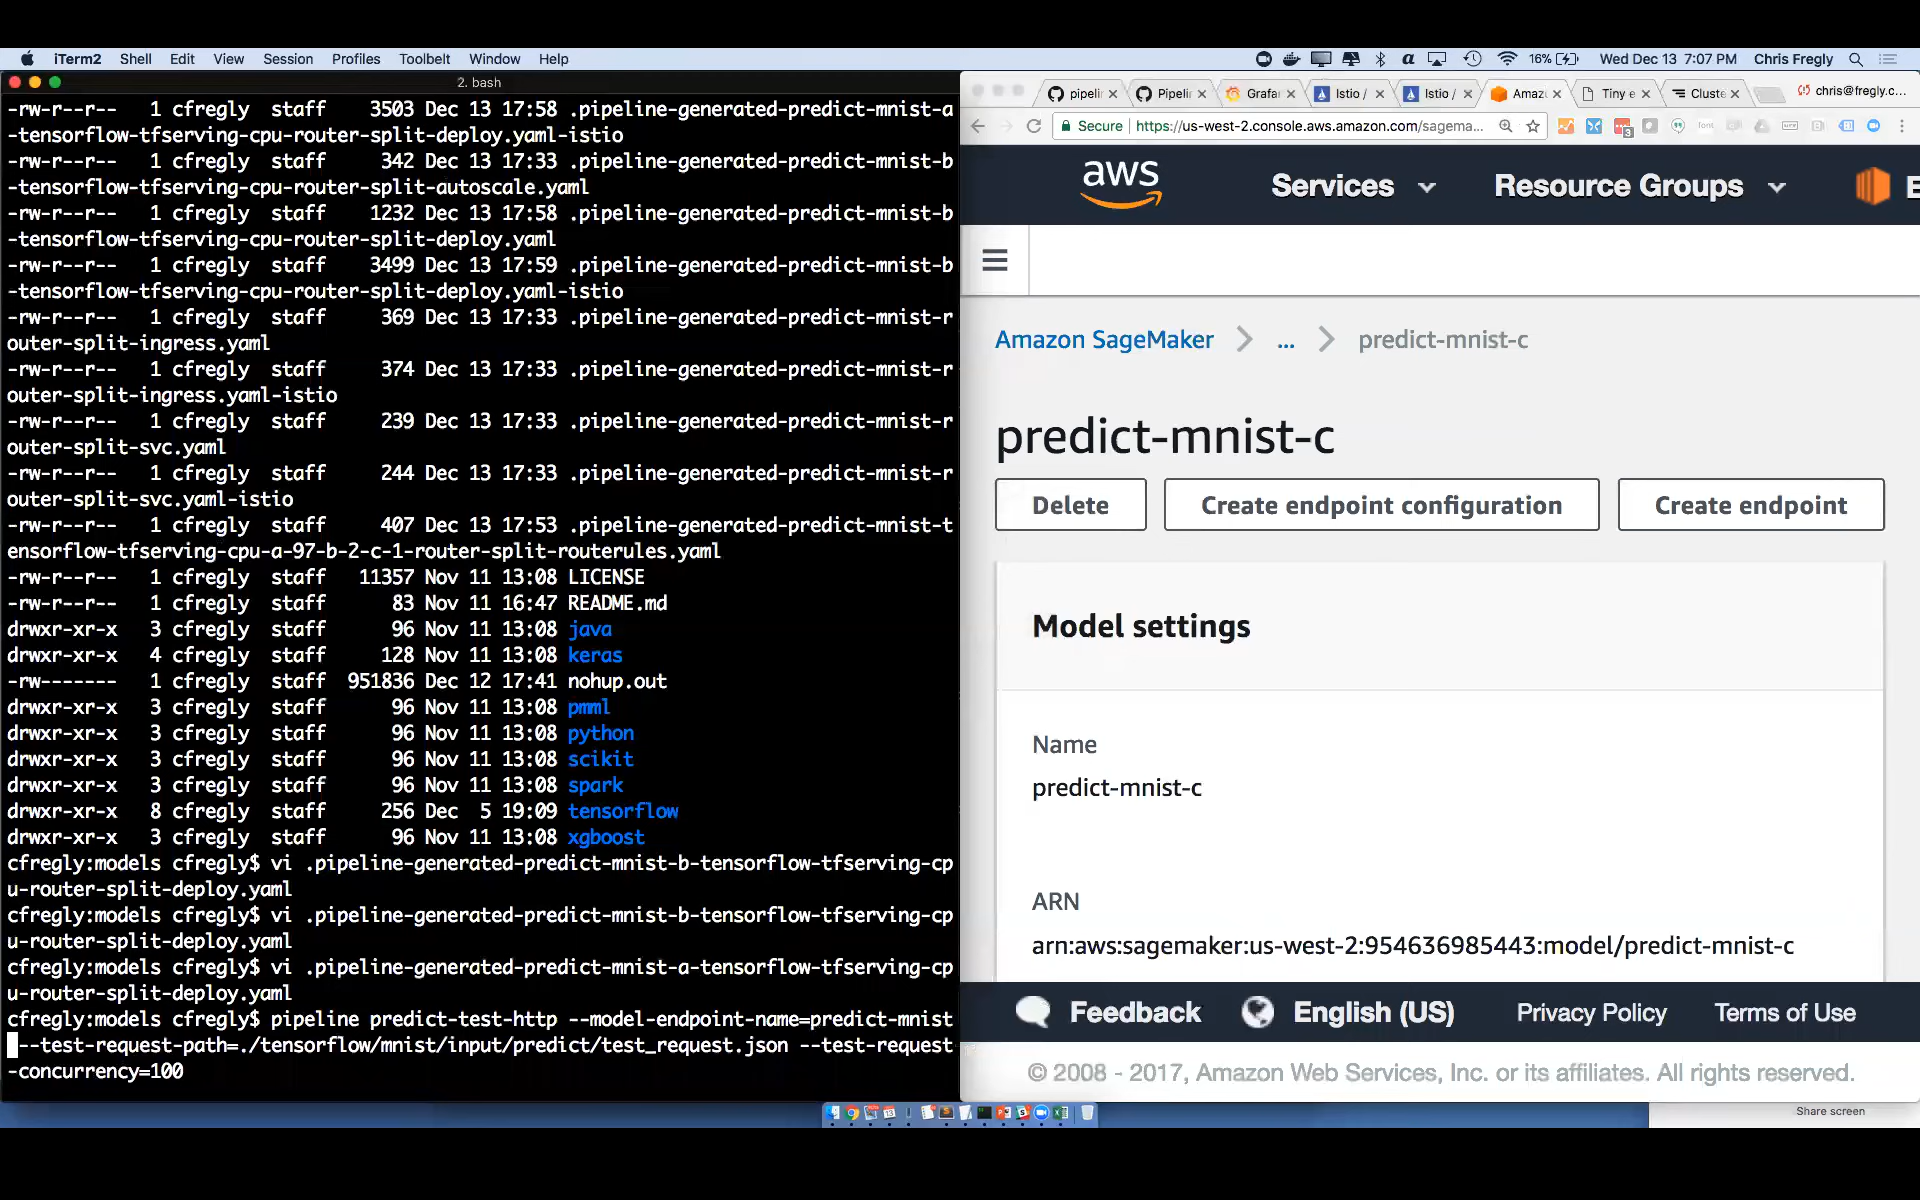 iTerm2 Shell Edit View Session Profiles Toolbelt Window Help 16% Wed Dec 13 7:07 PM Chris Fregly
2. bash
-rw-r--r-- 1 cfregly staff 3503 Dec 13 17:58 .pipeline-generated-predict-mnist-a
-tensorflow-tfserving-cpu-router-split-deploy.yaml-istio
-rw-r--r-- 1 cfregly staff 342 Dec 13 17:33 .pipeline-generated-predict-mnist-b
-tensorflow-tfserving-cpu-router-split-autoscale.yaml
-rw-r--r-- 1 cfregly staff 1232 Dec 13 17:58 .pipeline-generated-predict-mnist-b
-tensorflow-tfserving-cpu-router-split-deploy.yaml
-rw-r--r-- 1 cfregly staff 3499 Dec 13 17:59 .pipeline-generated-predict-mnist-b
-tensorflow-tfserving-cpu-router-split-deploy.yaml-istio
-rw-r--r-- 1 cfregly staff 369 Dec 13 17:33 .pipeline-generated-predict-mnist-r
outer-split-ingress.yaml
-rw-r--r-- 1 cfregly staff 374 Dec 13 17:33 .pipeline-generated-predict-mnist-r
outer-split-ingress.yaml-istio
-rw-r--r-- 1 cfregly staff 239 Dec 13 17:33 .pipeline-generated-predict-mnist-r
outer-split-svc.yaml
-rw-r--r-- 1 cfregly staff 244 Dec 13 17:33 .pipeline-generated-predict-mnist-r
outer-split-svc.yaml-istio
-rw-r--r-- 1 cfregly staff 407 Dec 13 17:53 .pipeline-generated-predict-mnist-t
ensorflow-tfserving-cpu-a-97-b-2-c-1-router-split-routerules.yaml
-rw-r--r-- 1 cfregly staff 11357 Nov 11 13:08 LICENSE
-rw-r--r-- 1 cfregly staff 83 Nov 11 16:47 README.md
drwxr-xr-x 3 cfregly staff 96 Nov 11 13:08 java
drwxr-xr-x 4 cfregly staff 128 Nov 11 13:08 keras
-rw------- 1 cfregly staff 951836 Dec 12 17:41 nohup.out
drwxr-xr-x 3 cfregly staff 96 Nov 11 13:08 pmml
drwxr-xr-x 3 cfregly staff 96 Nov 11 13:08 python
drwxr-xr-x 3 cfregly staff 96 Nov 11 13:08 scikit
drwxr-xr-x 3 cfregly staff 96 Nov 11 13:08 spark
drwxr-xr-x 8 cfregly staff 256 Dec 5 19:09 tensorflow
drwxr-xr-x 3 cfregly staff 96 Nov 11 13:08 xgboost
cfregly:models cfregly$ vi .pipeline-generated-predict-mnist-b-tensorflow-tfserving-cp
u-router-split-deploy.yaml
cfregly:models cfregly$ vi .pipeline-generated-predict-mnist-b-tensorflow-tfserving-cp
u-router-split-deploy.yaml
cfregly:models cfregly$ vi .pipeline-generated-predict-mnist-a-tensorflow-tfserving-cp
u-router-split-deploy.yaml
cfregly:models cfregly$ pipeline predict-test-http --model-endpoint-name=predict-mnist
--test-request-path=./tensorflow/mnist/input/predict/test_request.json --test-request
-concurrency=100
pipeli Pipelir Grafan Istio / Istio / Amaz Tiny e Cluste chris@fregly.c...
Secure https://us-west-2.console.aws.amazon.com/sagema...
aws Services Resource Groups E
Amazon SageMaker ... predict-mnist-c
predict-mnist-c
Delete Create endpoint configuration Create endpoint
Model settings
Name
predict-mnist-c
ARN
arn:aws:sagemaker:us-west-2:954636985443:model/predict-mnist-c
Feedback English (US) Privacy Policy Terms of Use
© 2008 - 2017, Amazon Web Services, Inc. or its affiliates. All rights reserved.
Share screen